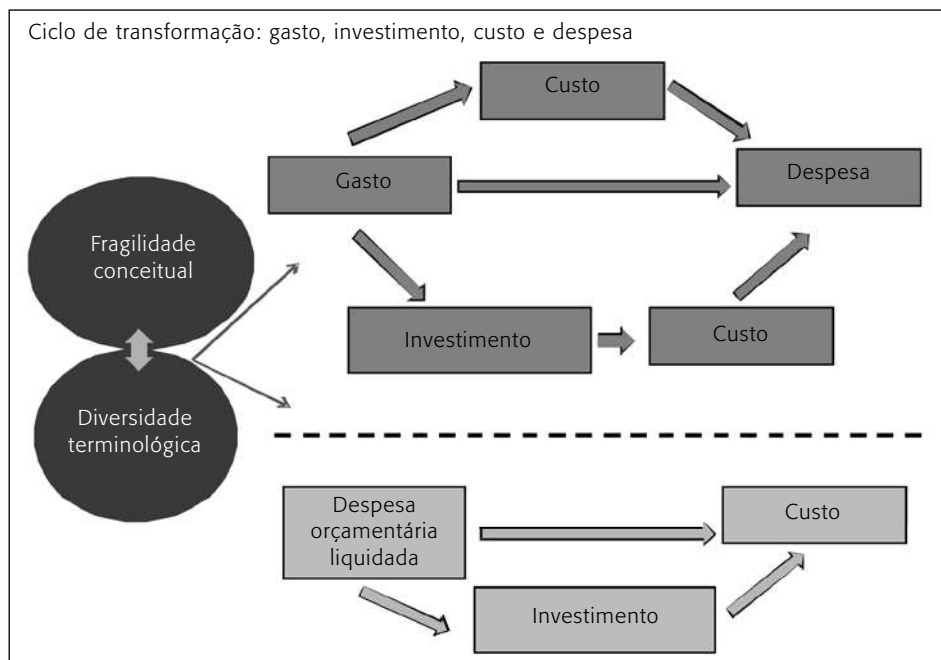 Ciclo de transformação: gasto, investimento, custo e despesa
Custo
Gasto
Despesa
Fragilidade
conceitual
Investimento
Custo
Diversidade
terminológica
Despesa
orçamentária
liquidada
Custo
Investimento